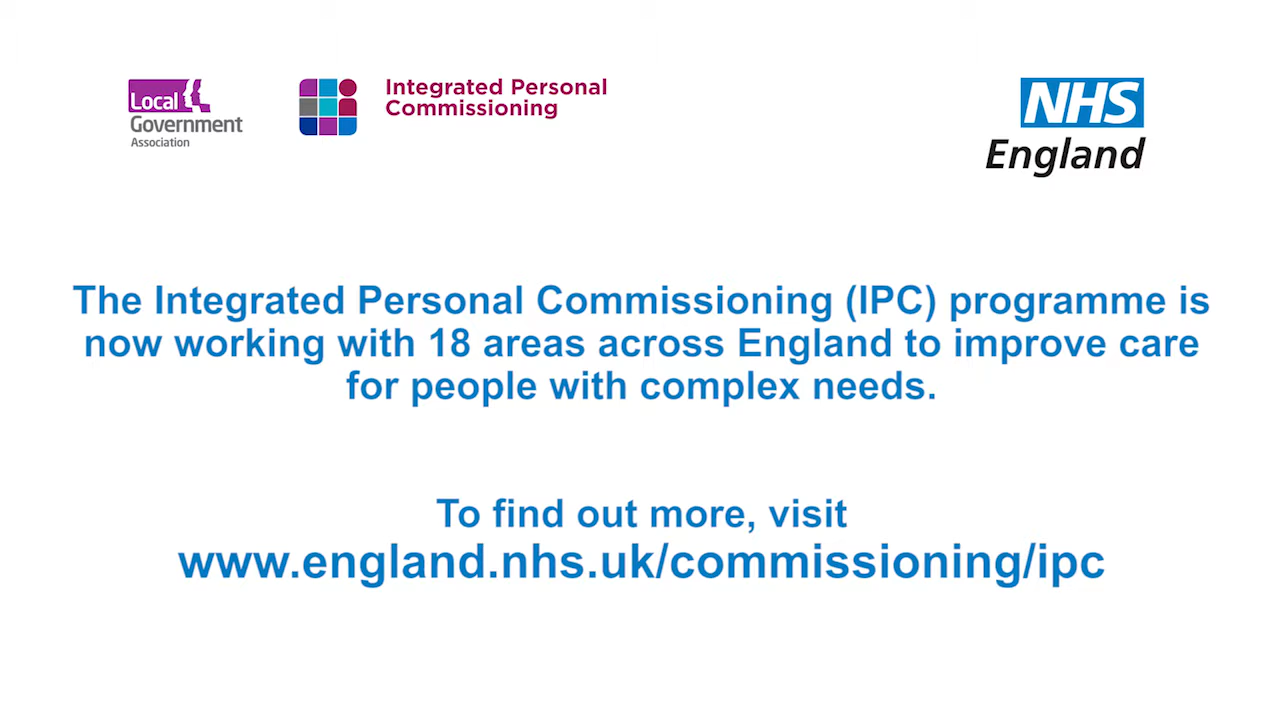 Local
Government
Association
Integrated Personal
Commissioning
NHS
England
The Integrated Personal Commissioning (IPC) programme is
now working with 18 areas across England to improve care
for people with complex needs.
To find out more, visit
www.england.nhs.uk/commissioning/ipc